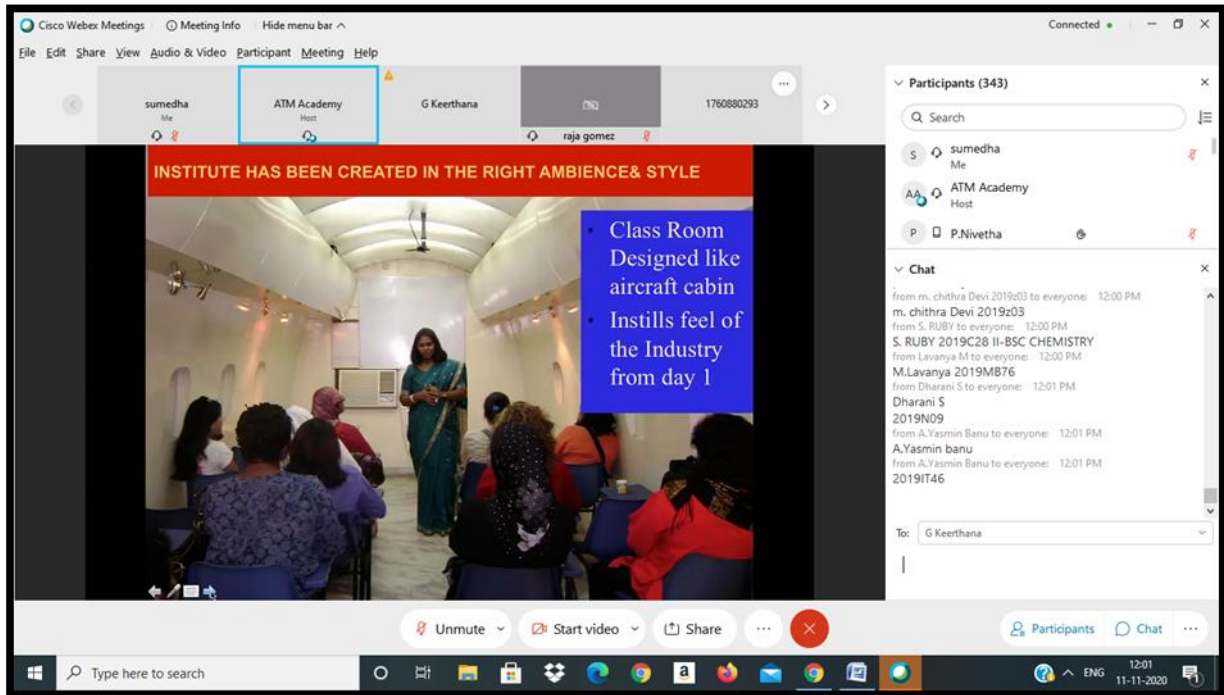 Cisco Webex Meetings
Meeting Info
Hide menu bar
Connected
File Edit Share View Audio & Video Participant Meeting Help
sumedha
Me
ATM Academy
Host
G Keerthana
raja gomez
1760880293
INSTITUTE HAS BEEN CREATED IN THE RIGHT AMBIENCE& STYLE
• Class Room
Designed like
aircraft cabin
• Instills feel of
the Industry
from day 1
Participants (343)
Search
S
sumedha
Me
AA
ATM Academy
Host
P
P.Nivetha
Chat
from m. chithra Devi 2019z03 to everyone: 12:00 PM
m. chithra Devi 2019z03
from S. RUBY to everyone: 12:00 PM
S. RUBY 2019C28 II-BSC CHEMISTRY
from Lavanya M to everyone: 12:00 PM
M.Lavanya 2019MB76
from Dharani S to everyone: 12:01 PM
Dharani S
2019N09
from A.Yasmin Banu to everyone: 12:01 PM
A.Yasmin banu
from A.Yasmin Banu to everyone: 12:01 PM
2019IT46
To: G Keerthana
Unmute
Start video
Share
Participants
Chat
Type here to search
a
ENG
12:01
11-11-2020
1